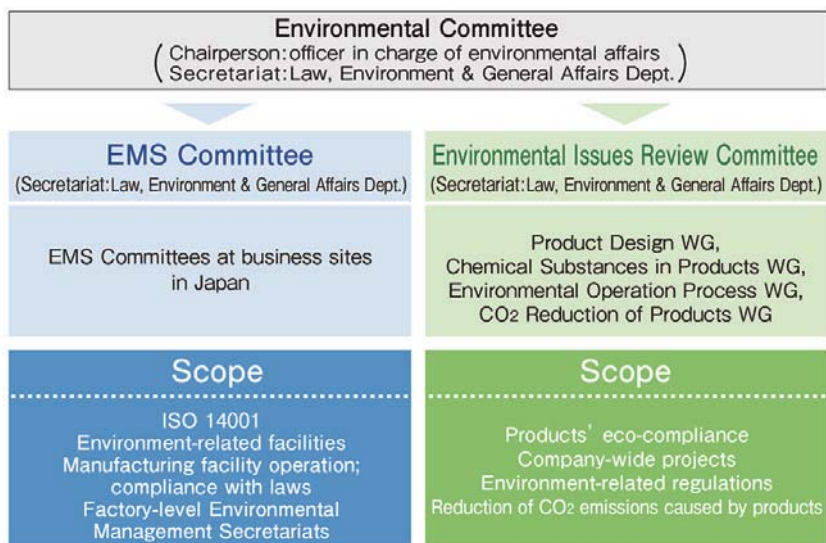 Environmental Committee
(Chairperson:officer in charge of environmental affairs
Secretariat:Law, Environment & General Affairs Dept.)
EMS Committee
(Secretariat:Law, Environment & General Affairs Dept.)
EMS Committees at business sites
in Japan
Scope
ISO 14001
Environment-related facilities
Manufacturing facility operation;
compliance with laws
Factory-level Environmental
Management Secretariats
Environmental Issues Review Committee
(Secretariat:Law, Environment & General Affairs Dept.)
Product Design WG,
Chemical Substances in Products WG,
Environmental Operation Process WG,
CO2 Reduction of Products WG
Scope
Products' eco-compliance
Company-wide projects
Environment-related regulations
Reduction of CO2 emissions caused by products